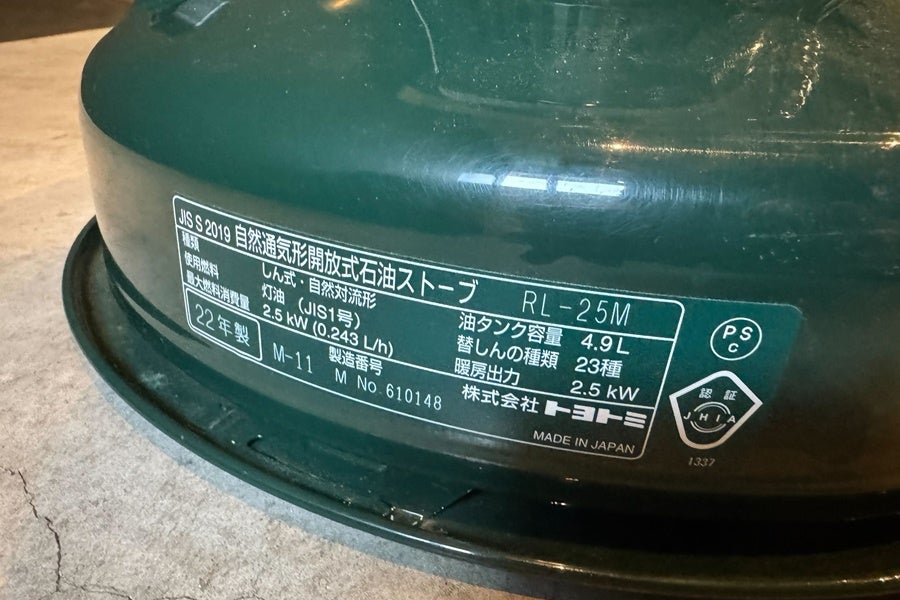 JIS S 2019 自然通気形開放式石油ストーブ RL-25M
種類 しん式・自然対流形
使用燃料 灯油 (JIS1号)
最大燃料消費量 2.5 kW (0.243 L/h)
油タンク容量 4.9 L
替しんの種類 23種
暖房出力 2.5 kW
22年製
M-11
製造番号
M No.610148
株式会社 トヨトミ
MADE IN JAPAN
PS
C
認証
JHIA
1337